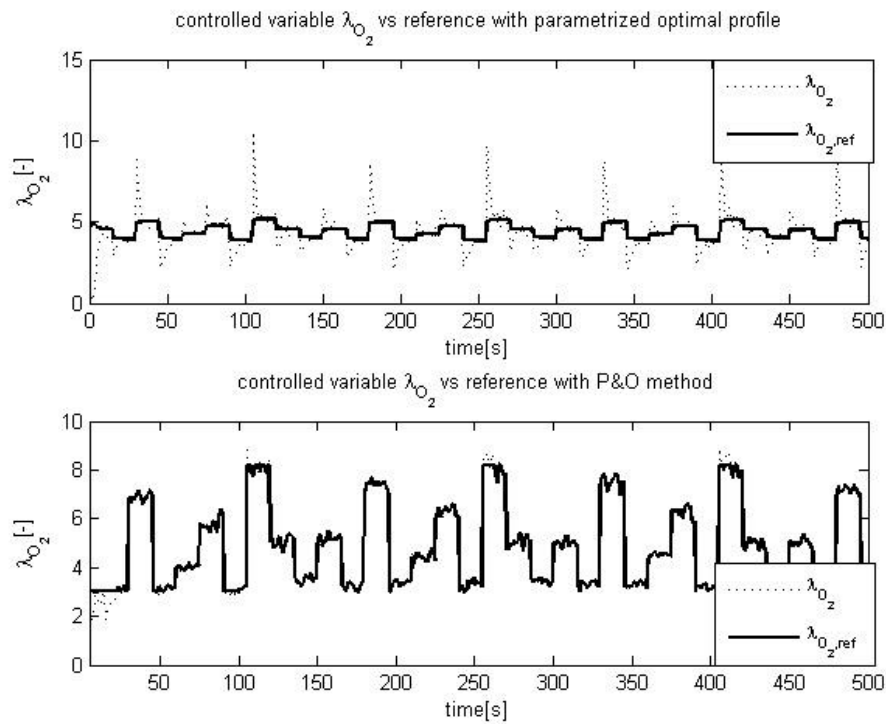 controlled variable λO2 vs reference with parametrized optimal profile
15
10
5
0
λO2[-]
λO2
λO2,ref
0 50 100 150 200 250 300 350 400 450 500
time[s]
controlled variable λO2 vs reference with P&O method
10
8
6
4
2
0
λO2[-]
λO2
λO2,ref
50 100 150 200 250 300 350 400 450 500
time[s]